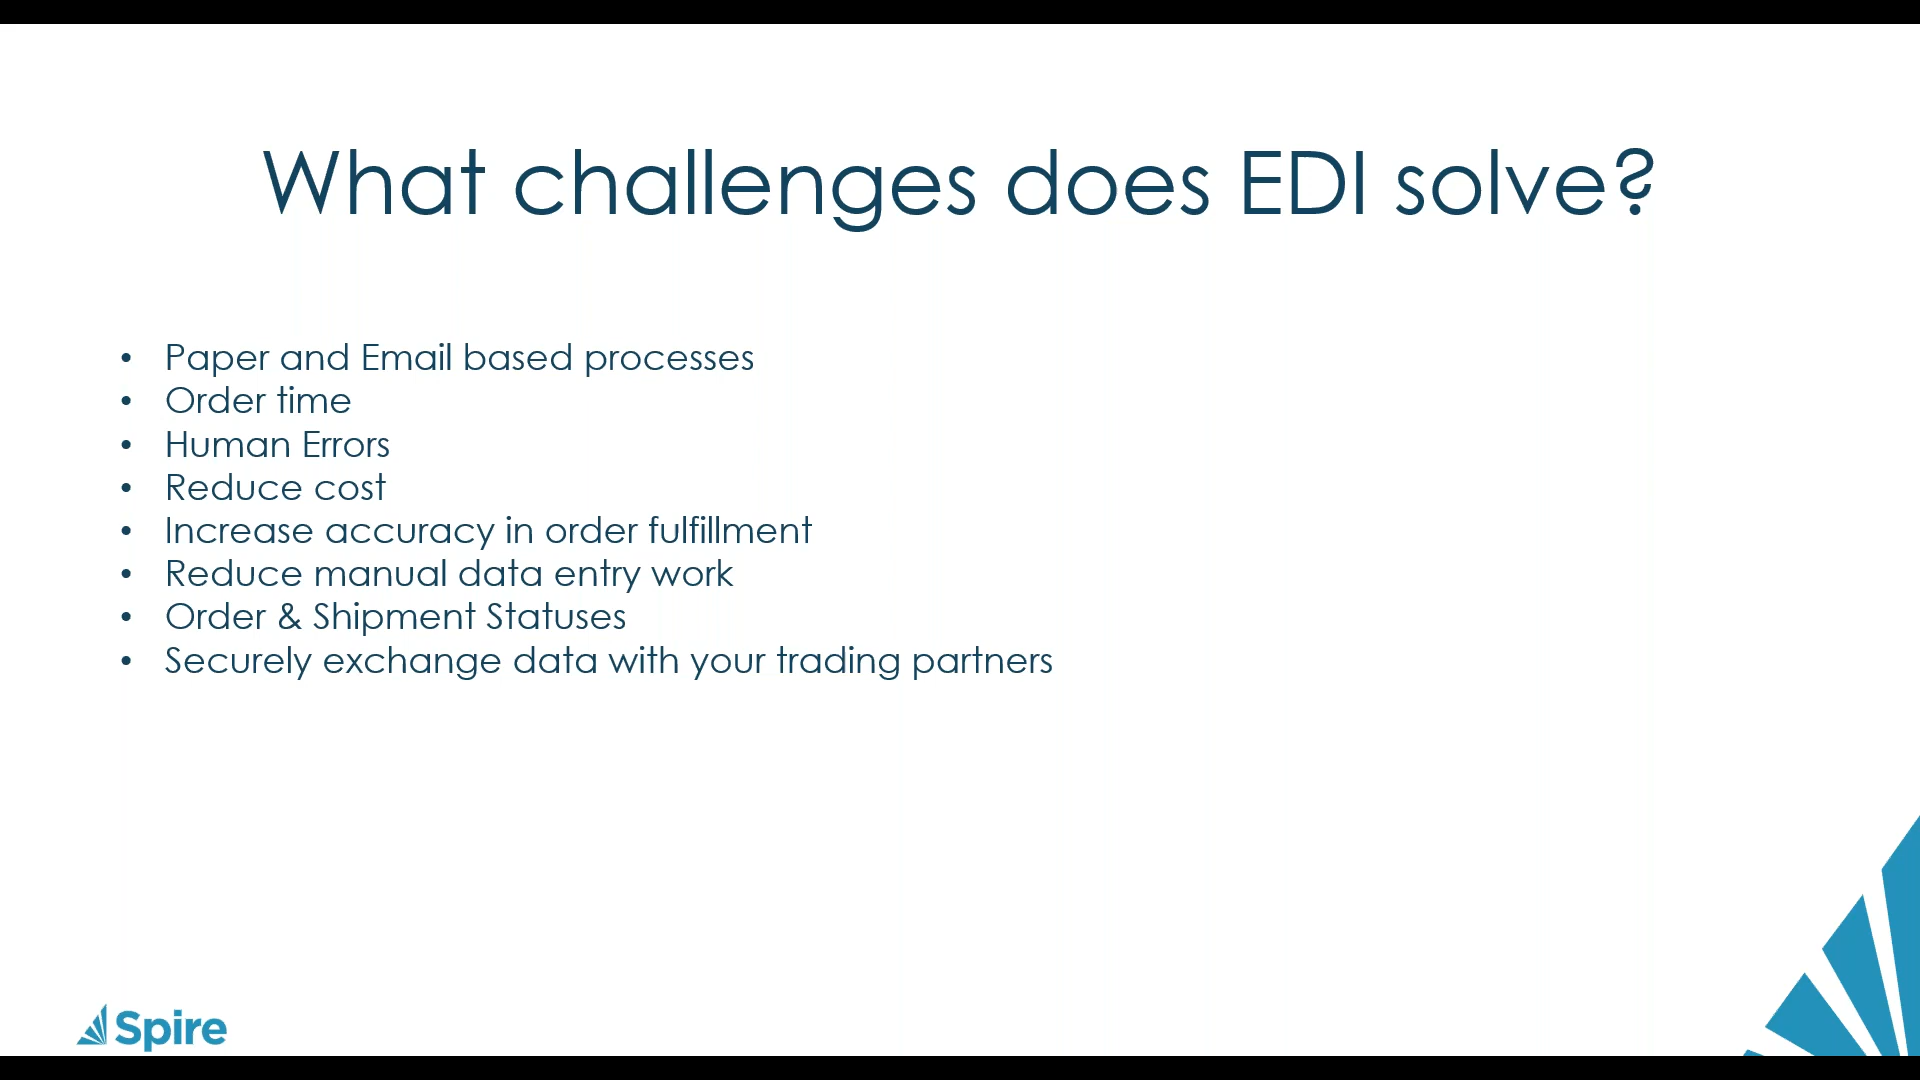 What challenges does EDI solve?
• Paper and Email based processes
• Order time
• Human Errors
• Reduce cost
• Increase accuracy in order fulfillment
• Reduce manual data entry work
• Order & Shipment Statuses
• Securely exchange data with your trading partners
Spire